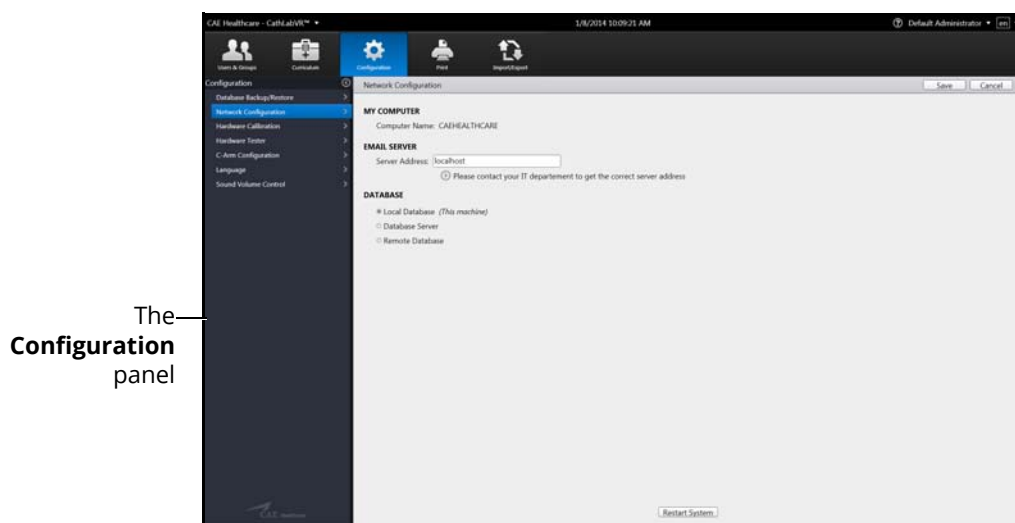 CAE Healthcare - CathLabVR™
1/8/2014 10:09:21 AM
Default Administrator
en
Users & Groups
Curriculum
Configuration
Print
Import/Export
Configuration
Database Backup/Restore
Network Configuration
Hardware Calibration
Hardware Tester
C-Arm Configuration
Language
Sound Volume Control
Network Configuration
Save
Cancel
MY COMPUTER
Computer Name: CAEHEALTHCARE
EMAIL SERVER
Server Address: localhost
Please contact your IT departement to get the correct server address
DATABASE
Local Database (This machine)
Database Server
Remote Database
The
Configuration
panel
CAE Healthcare
Restart System